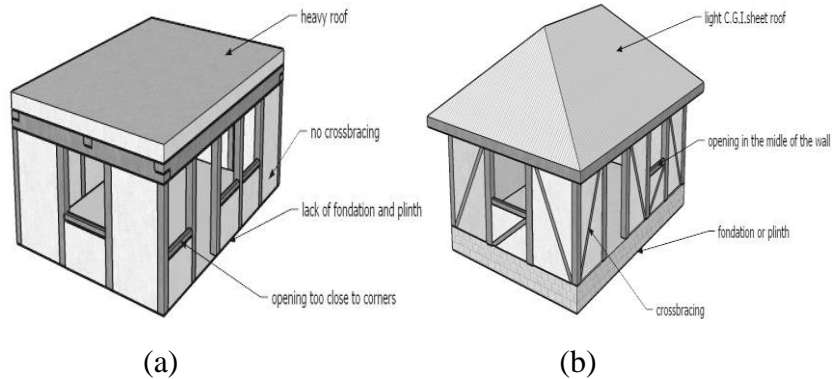 heavy roof
no crossbracing
lack of fondation and plinth
opening too close to corners
(a)
light C.G.I.sheet roof
opening in the midle of the wall
fondation or plinth
crossbracing
(b)